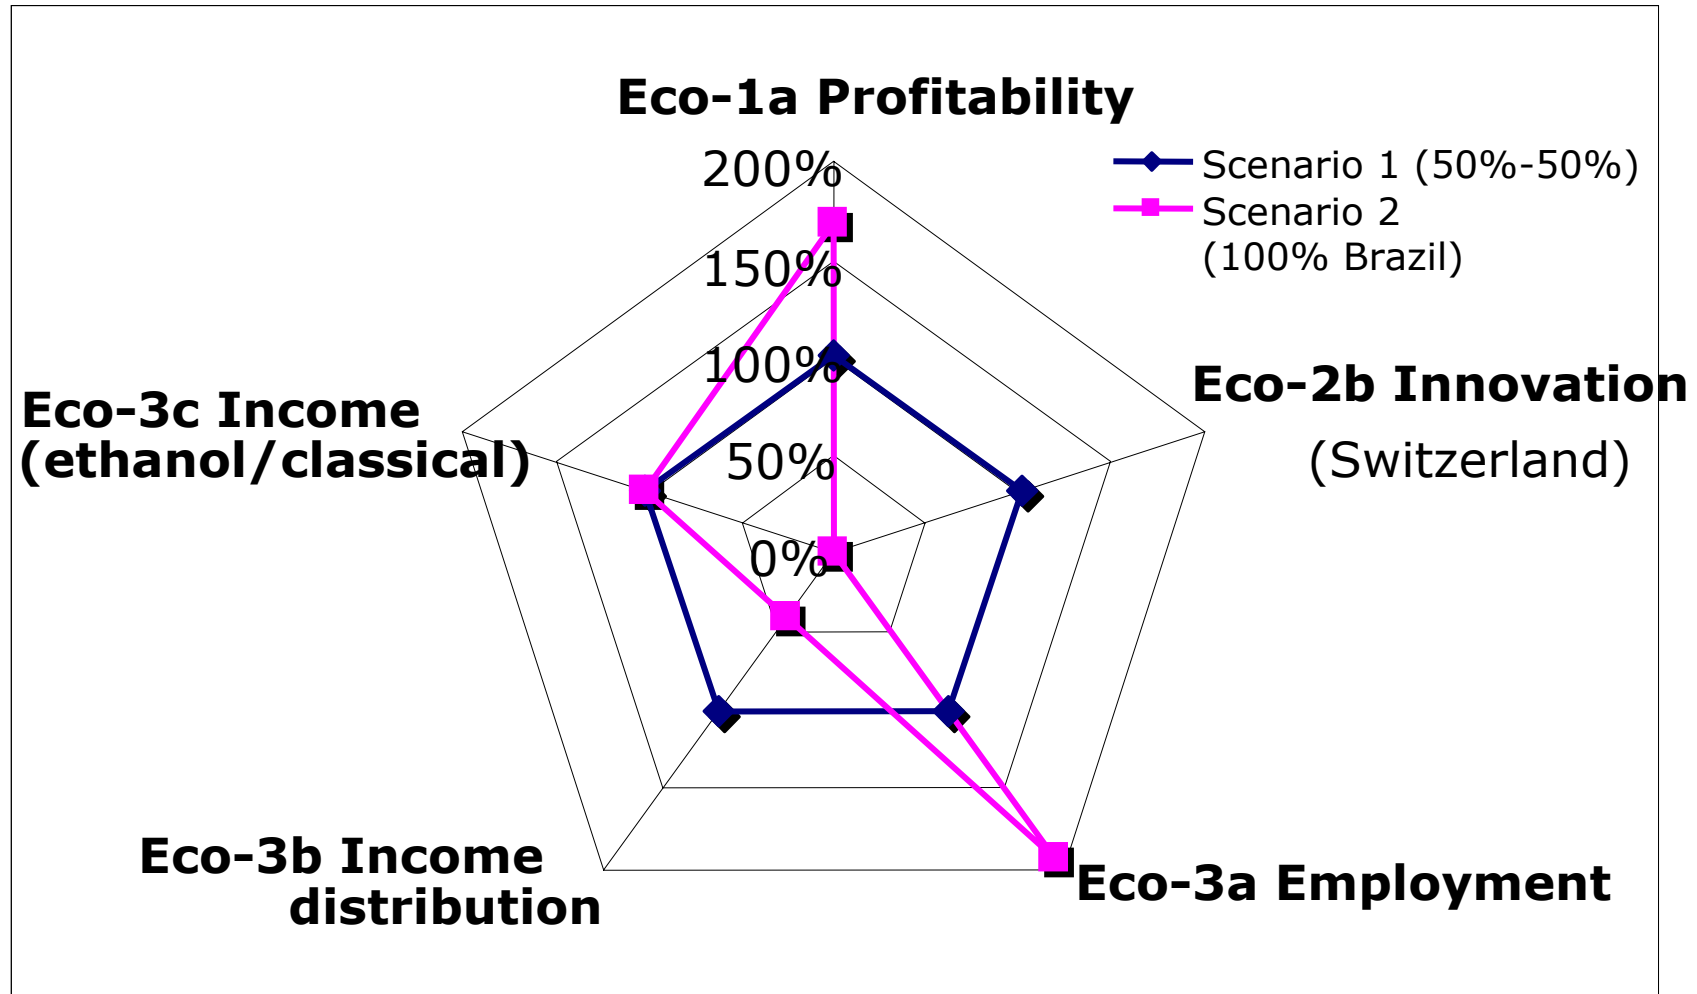 Eco-1a Profitability
Scenario 1 (50%-50%)
Scenario 2
(100% Brazil)
200%
150%
100%
50%
0%
Eco-2b Innovation
(Switzerland)
Eco-3c Income
(ethanol/classical)
Eco-3b Income
distribution
Eco-3a Employment